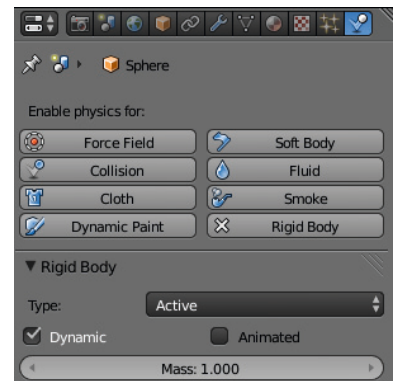 Sphere
Enable physics for:
Force Field Soft Body
Collision Fluid
Cloth Smoke
Dynamic Paint Rigid Body
Rigid Body
Type: Active
Dynamic Animated
Mass: 1.000